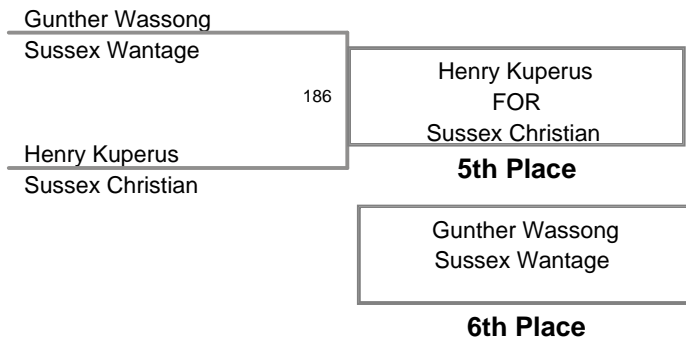 Gunther Wassong
Sussex Wantage
186
Henry Kuperus
Sussex Christian
Henry Kuperus
FOR
Sussex Christian
5th Place
Gunther Wassong
Sussex Wantage
6th Place